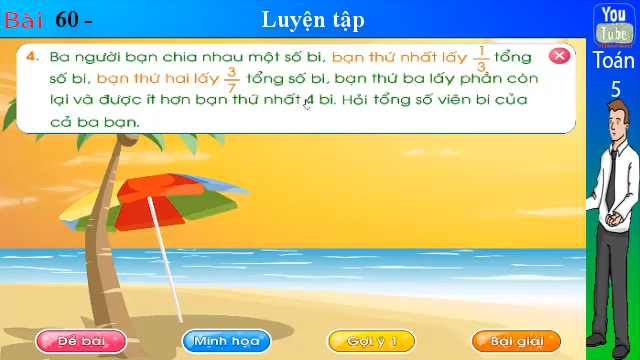 Bài 60 - Luyện tập
You
Tube
Toán
5
4. Ba người bạn chia nhau một số bi, bạn thứ nhất lấy 1/3 tổng
số bi, bạn thứ hai lấy 3/7 tổng số bi, bạn thứ ba lấy phần còn
lại và được ít hơn bạn thứ nhất 4 bi. Hỏi tổng số viên bi của
cả ba bạn.
Đề bài Minh họa Gợi ý 1 Bài giải